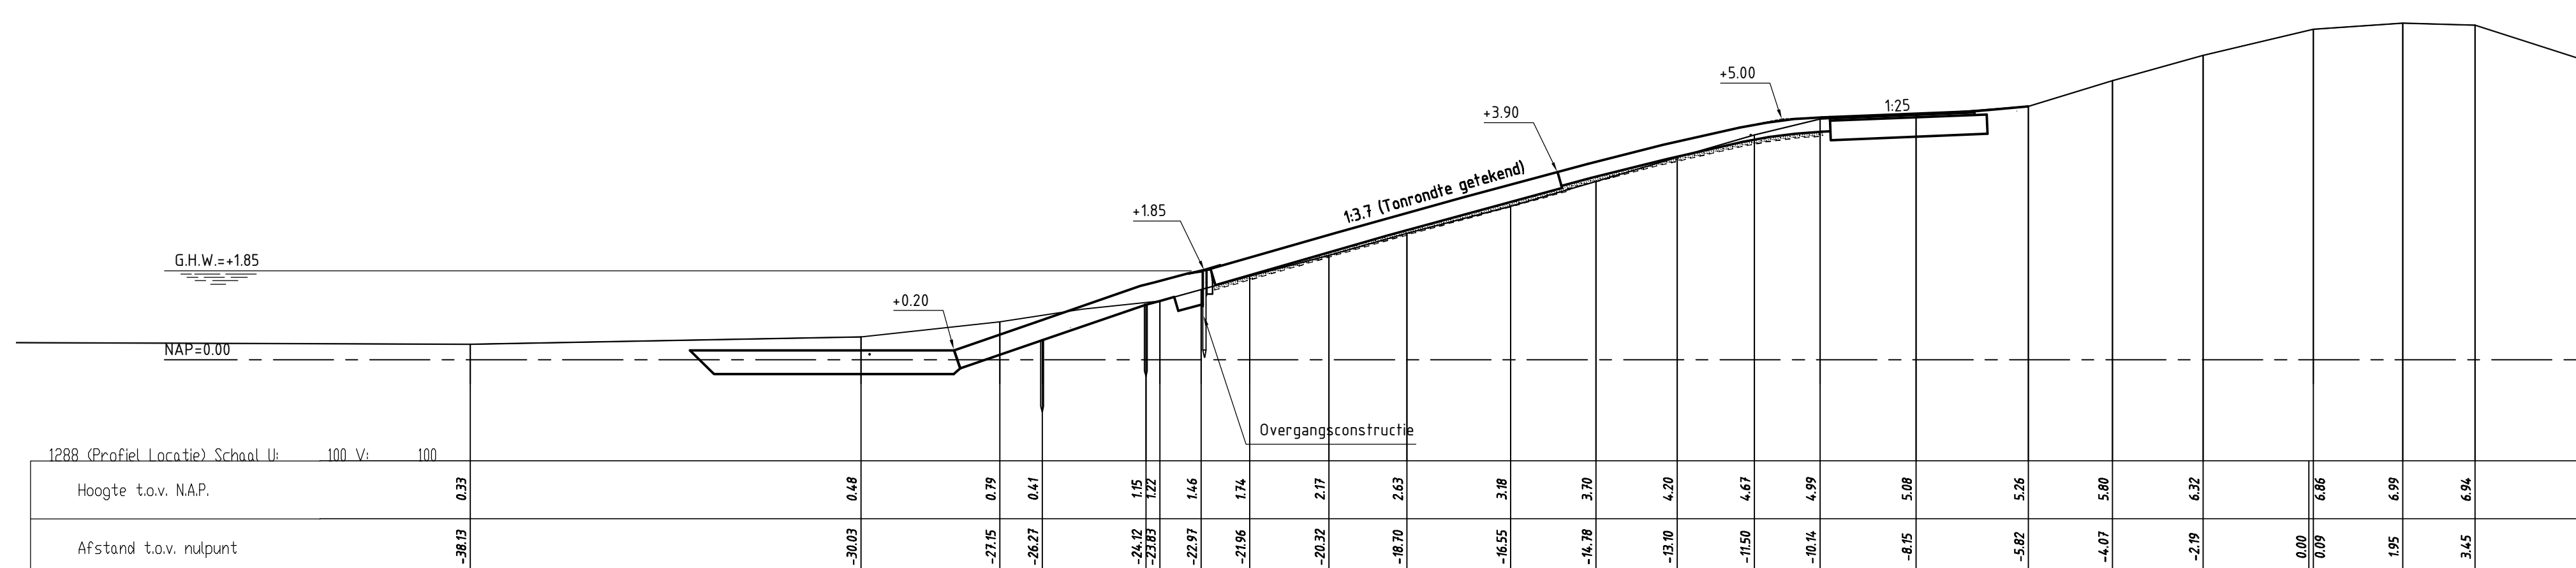 +5.00
1:25
+3.90
1:3.7 (Tonrondte getekend)
+1.85
G.H.W.=+1.85
+0.20
NAP=0.00
Overgangsconstructie
1288 (Profiel Locatie) Schaal U: 100 V: 100
Hoogte t.o.v. N.A.P. 0.33 0.48 0.79 0.41 1.15 1.22 1.46 1.74 2.17 2.63 3.18 3.70 4.20 4.67 4.99 5.08 5.26 5.80 6.32 6.86 6.99 6.94
Afstand t.o.v. nulpunt -38.13 -30.03 -27.15 -26.27 -24.12 -23.83 -22.97 -21.96 -20.32 -18.70 -16.55 -14.78 -13.10 -11.50 -10.14 -8.15 -5.82 -4.07 -2.19 0.00 0.09 1.95 3.45